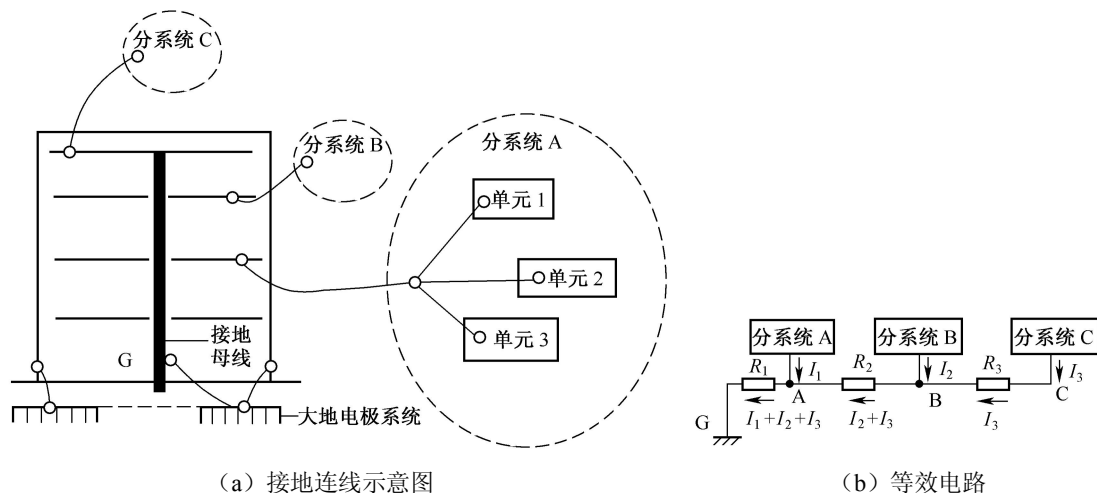 分系统 C
分系统 B
分系统 A
单元 1
单元 2
单元 3
接地
母线
G
大地电极系统
(a)接地连线示意图
分系统 A
分系统 B
分系统 C
R₁
I₁
R₂
I₂
R₃
I₃
A
B
C
G
I₁+I₂+I₃
I₂+I₃
I₃
(b)等效电路